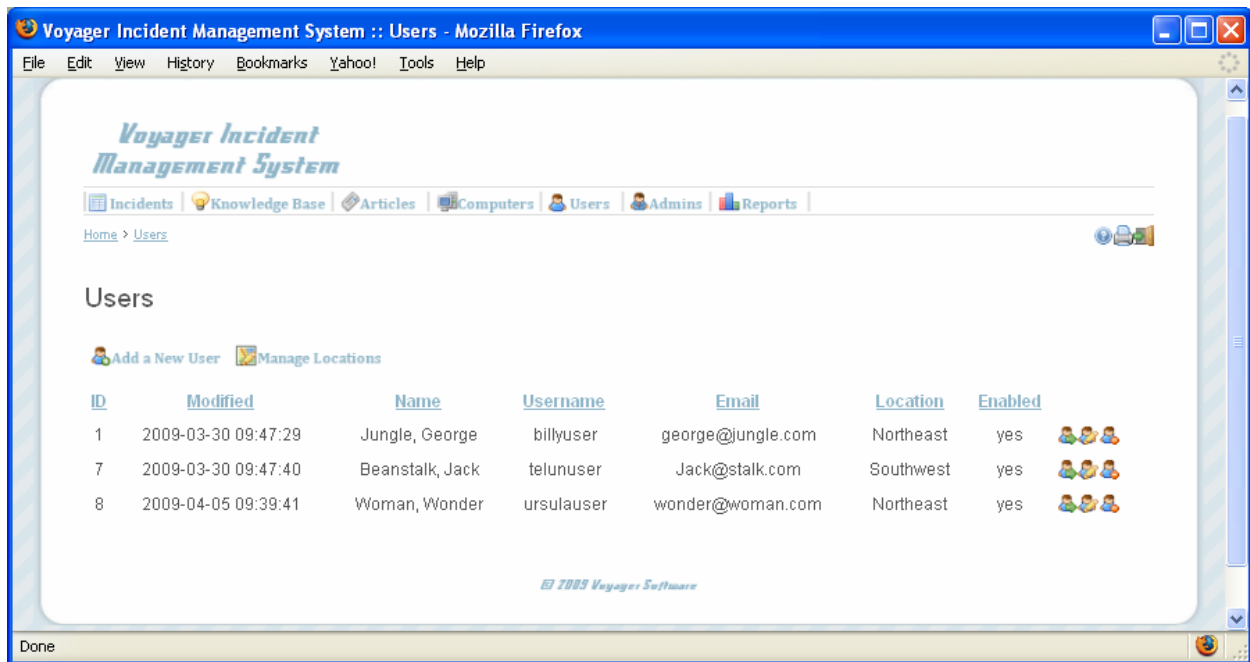 Voyager Incident Management System :: Users - Mozilla Firefox
File Edit View History Bookmarks Yahoo! Tools Help
Voyager Incident
Management System
Incidents Knowledge Base Articles Computers Users Admins Reports
Home > Users
Users
Add a New User Manage Locations
ID Modified Name Username Email Location Enabled
1 2009-03-30 09:47:29 Jungle, George billyuser george@jungle.com Northeast yes
7 2009-03-30 09:47:40 Beanstalk, Jack telunuser Jack@stalk.com Southwest yes
8 2009-04-05 09:39:41 Woman, Wonder ursulauser wonder@woman.com Northeast yes
© 2009 Voyager Software
Done